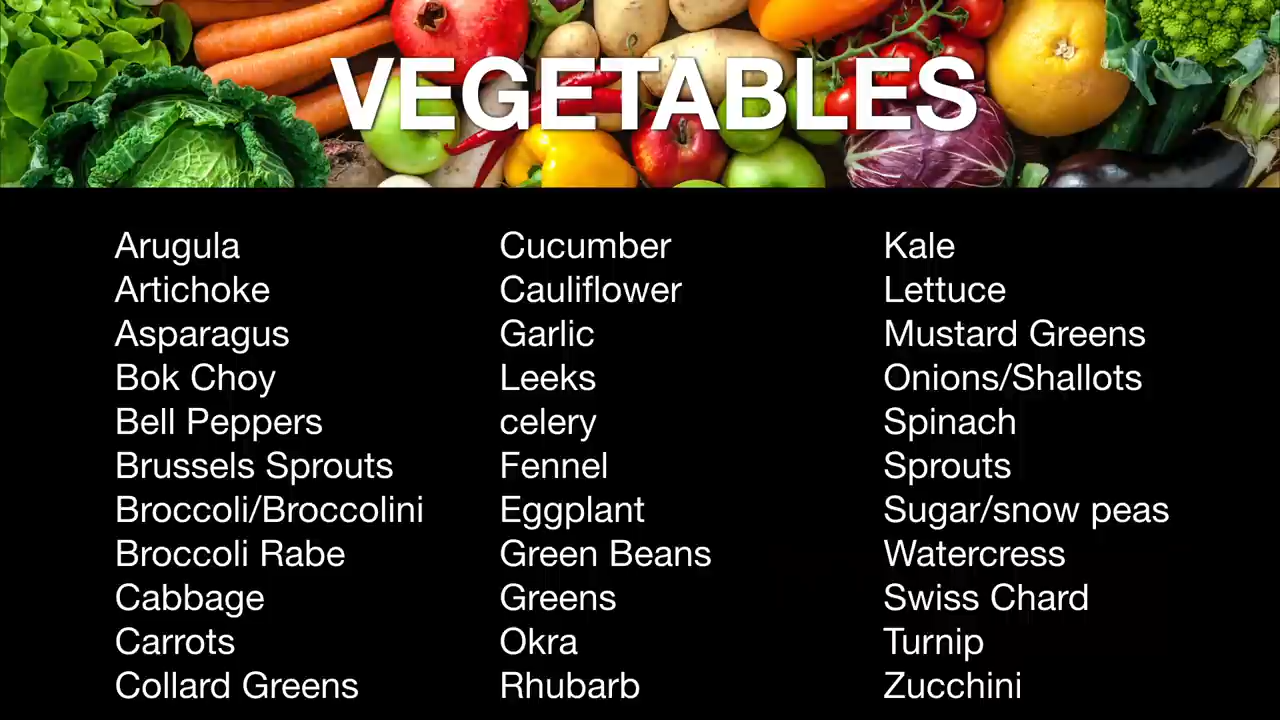 VEGETABLES
Arugula
Artichoke
Asparagus
Bok Choy
Bell Peppers
Brussels Sprouts
Broccoli/Broccolini
Broccoli Rabe
Cabbage
Carrots
Collard Greens
Cucumber
Cauliflower
Garlic
Leeks
celery
Fennel
Eggplant
Green Beans
Greens
Okra
Rhubarb
Kale
Lettuce
Mustard Greens
Onions/Shallots
Spinach
Sprouts
Sugar/snow peas
Watercress
Swiss Chard
Turnip
Zucchini